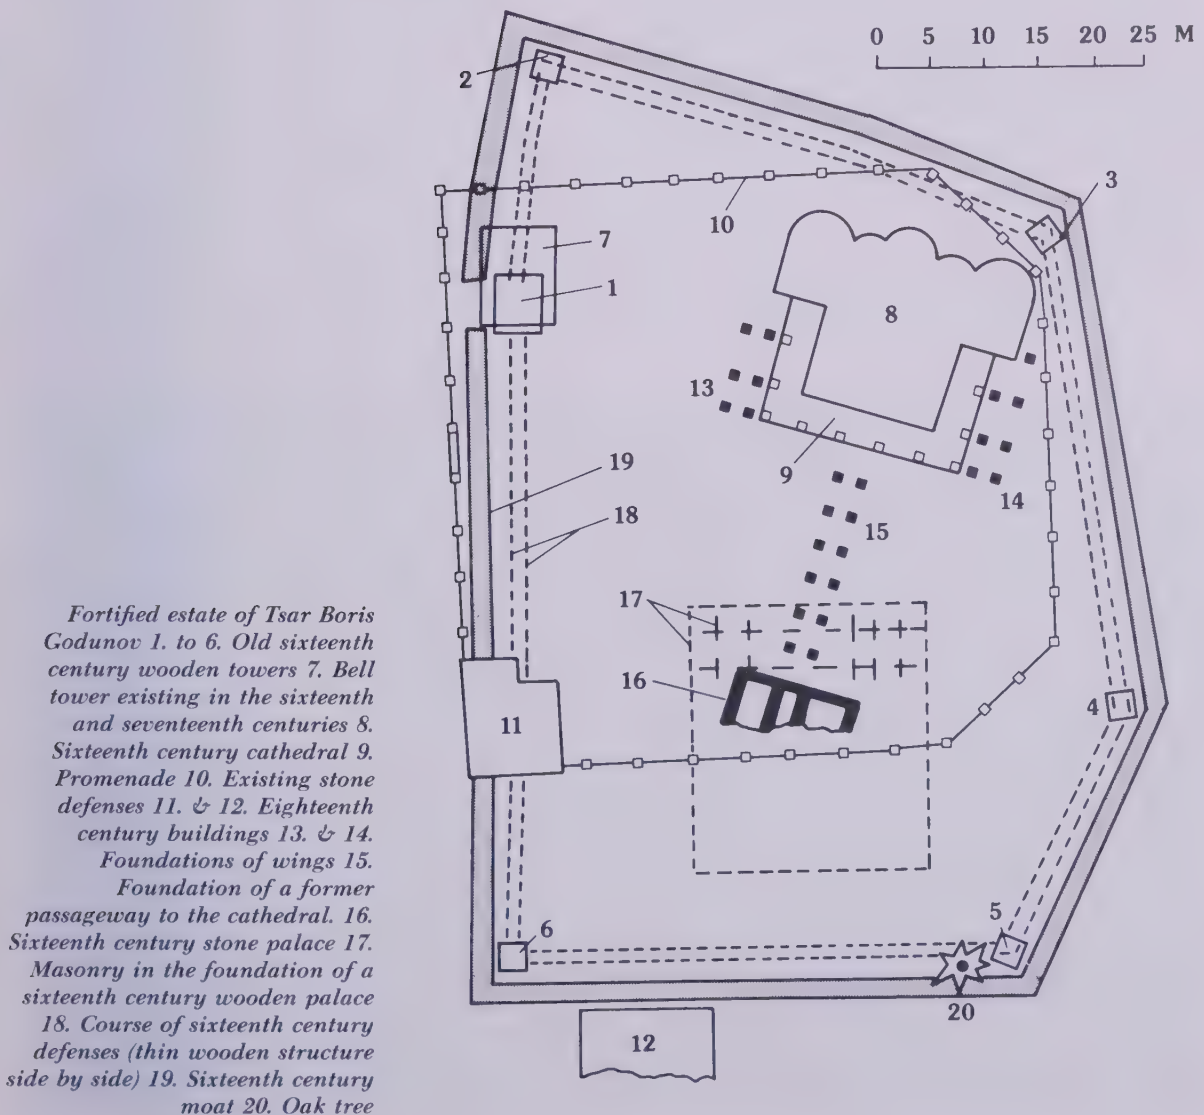 0 5 10 15 20 25 M
2
3
10
7
1
8
13
9
14
19
18
15
17
16
11
4
5
6
20
12
Fortified estate of Tsar Boris
Godunov 1. to 6. Old sixteenth
century wooden towers 7. Bell
tower existing in the sixteenth
and seventeenth centuries 8.
Sixteenth century cathedral 9.
Promenade 10. Existing stone
defenses 11. & 12. Eighteenth
century buildings 13. & 14.
Foundations of wings 15.
Foundation of a former
passageway to the cathedral. 16.
Sixteenth century stone palace 17.
Masonry in the foundation of a
sixteenth century wooden palace
18. Course of sixteenth century
defenses (thin wooden structure
side by side) 19. Sixteenth century
moat 20. Oak tree